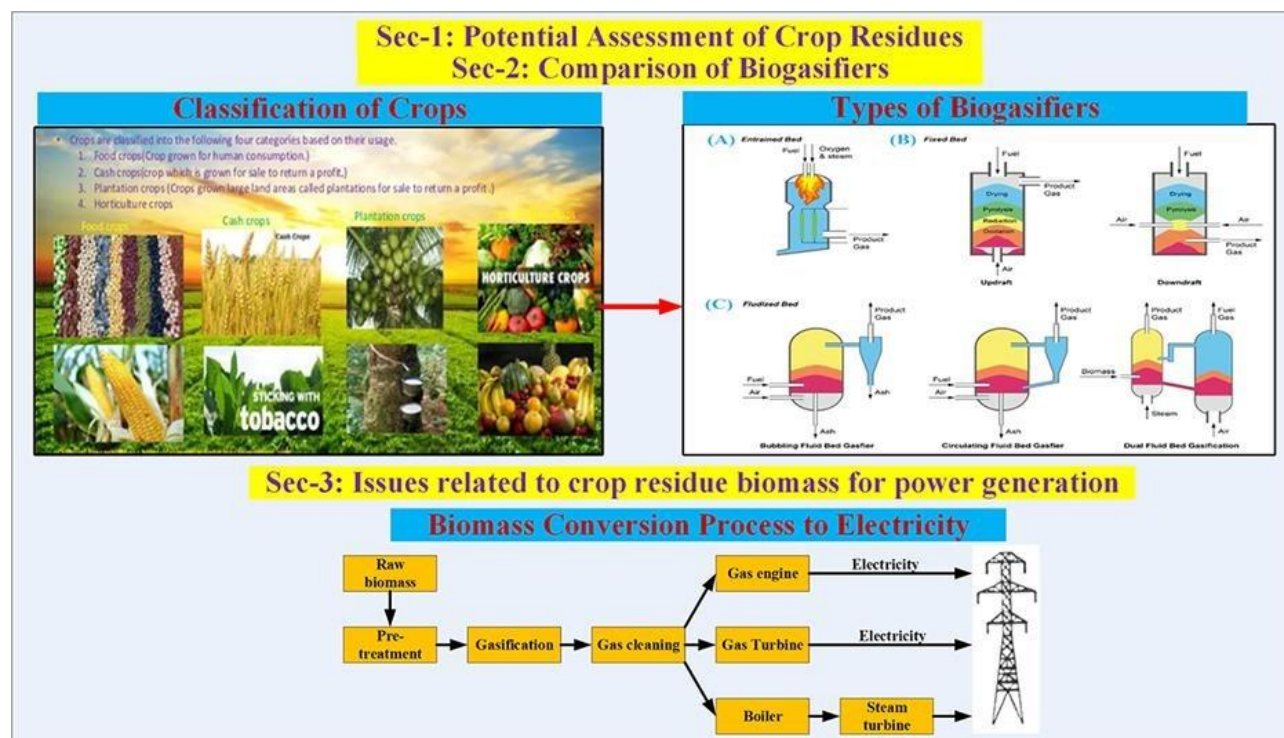 Sec-1: Potential Assessment of Crop Residues
Sec-2: Comparison of Biogasifiers
Classification of Crops
• Crops are classified into the following four categories based on their usage.
1. Food crops(Crop grown for human consumption.)
2. Cash crops(crop which is grown for sale to return a profit.)
3. Plantation crops (Crops grown large land areas called plantations for sale to return a profit .)
4. Horticulture crops
Food crops
Cash crops
Plantation crops
Cash Crops
HORTICULTURE CROPS
STICKING WITH
tobacco
Types of Biogasifiers
(A) Entrained Bed
Fuel
Oxygen
& steam
Product
Gas
(B) Fixed Bed
Fuel
Product
Gas
Drying
Pyrolysis
Reduction
Oxidation
Air
Updraft
Fuel
Drying
Pyrolysis
Air
Air
Product
Gas
Downdraft
(C) Fludized Bed
Product
Gas
Fuel
Air
Ash
Ash
Bubbling Fluid Bed Gasfier
Product
Gas
Fuel
Air
Ash
Circulating Fluid Bed Gasfier
Product
Gas
Fuel
Gas
Biomass
Steam
Air
Dual Fluid Bed Gasification
Sec-3: Issues related to crop residue biomass for power generation
Biomass Conversion Process to Electricity
Raw
biomass
Pre-
treatment
Gasification
Gas cleaning
Gas engine
Electricity
Gas Turbine
Electricity
Boiler
Steam
turbine